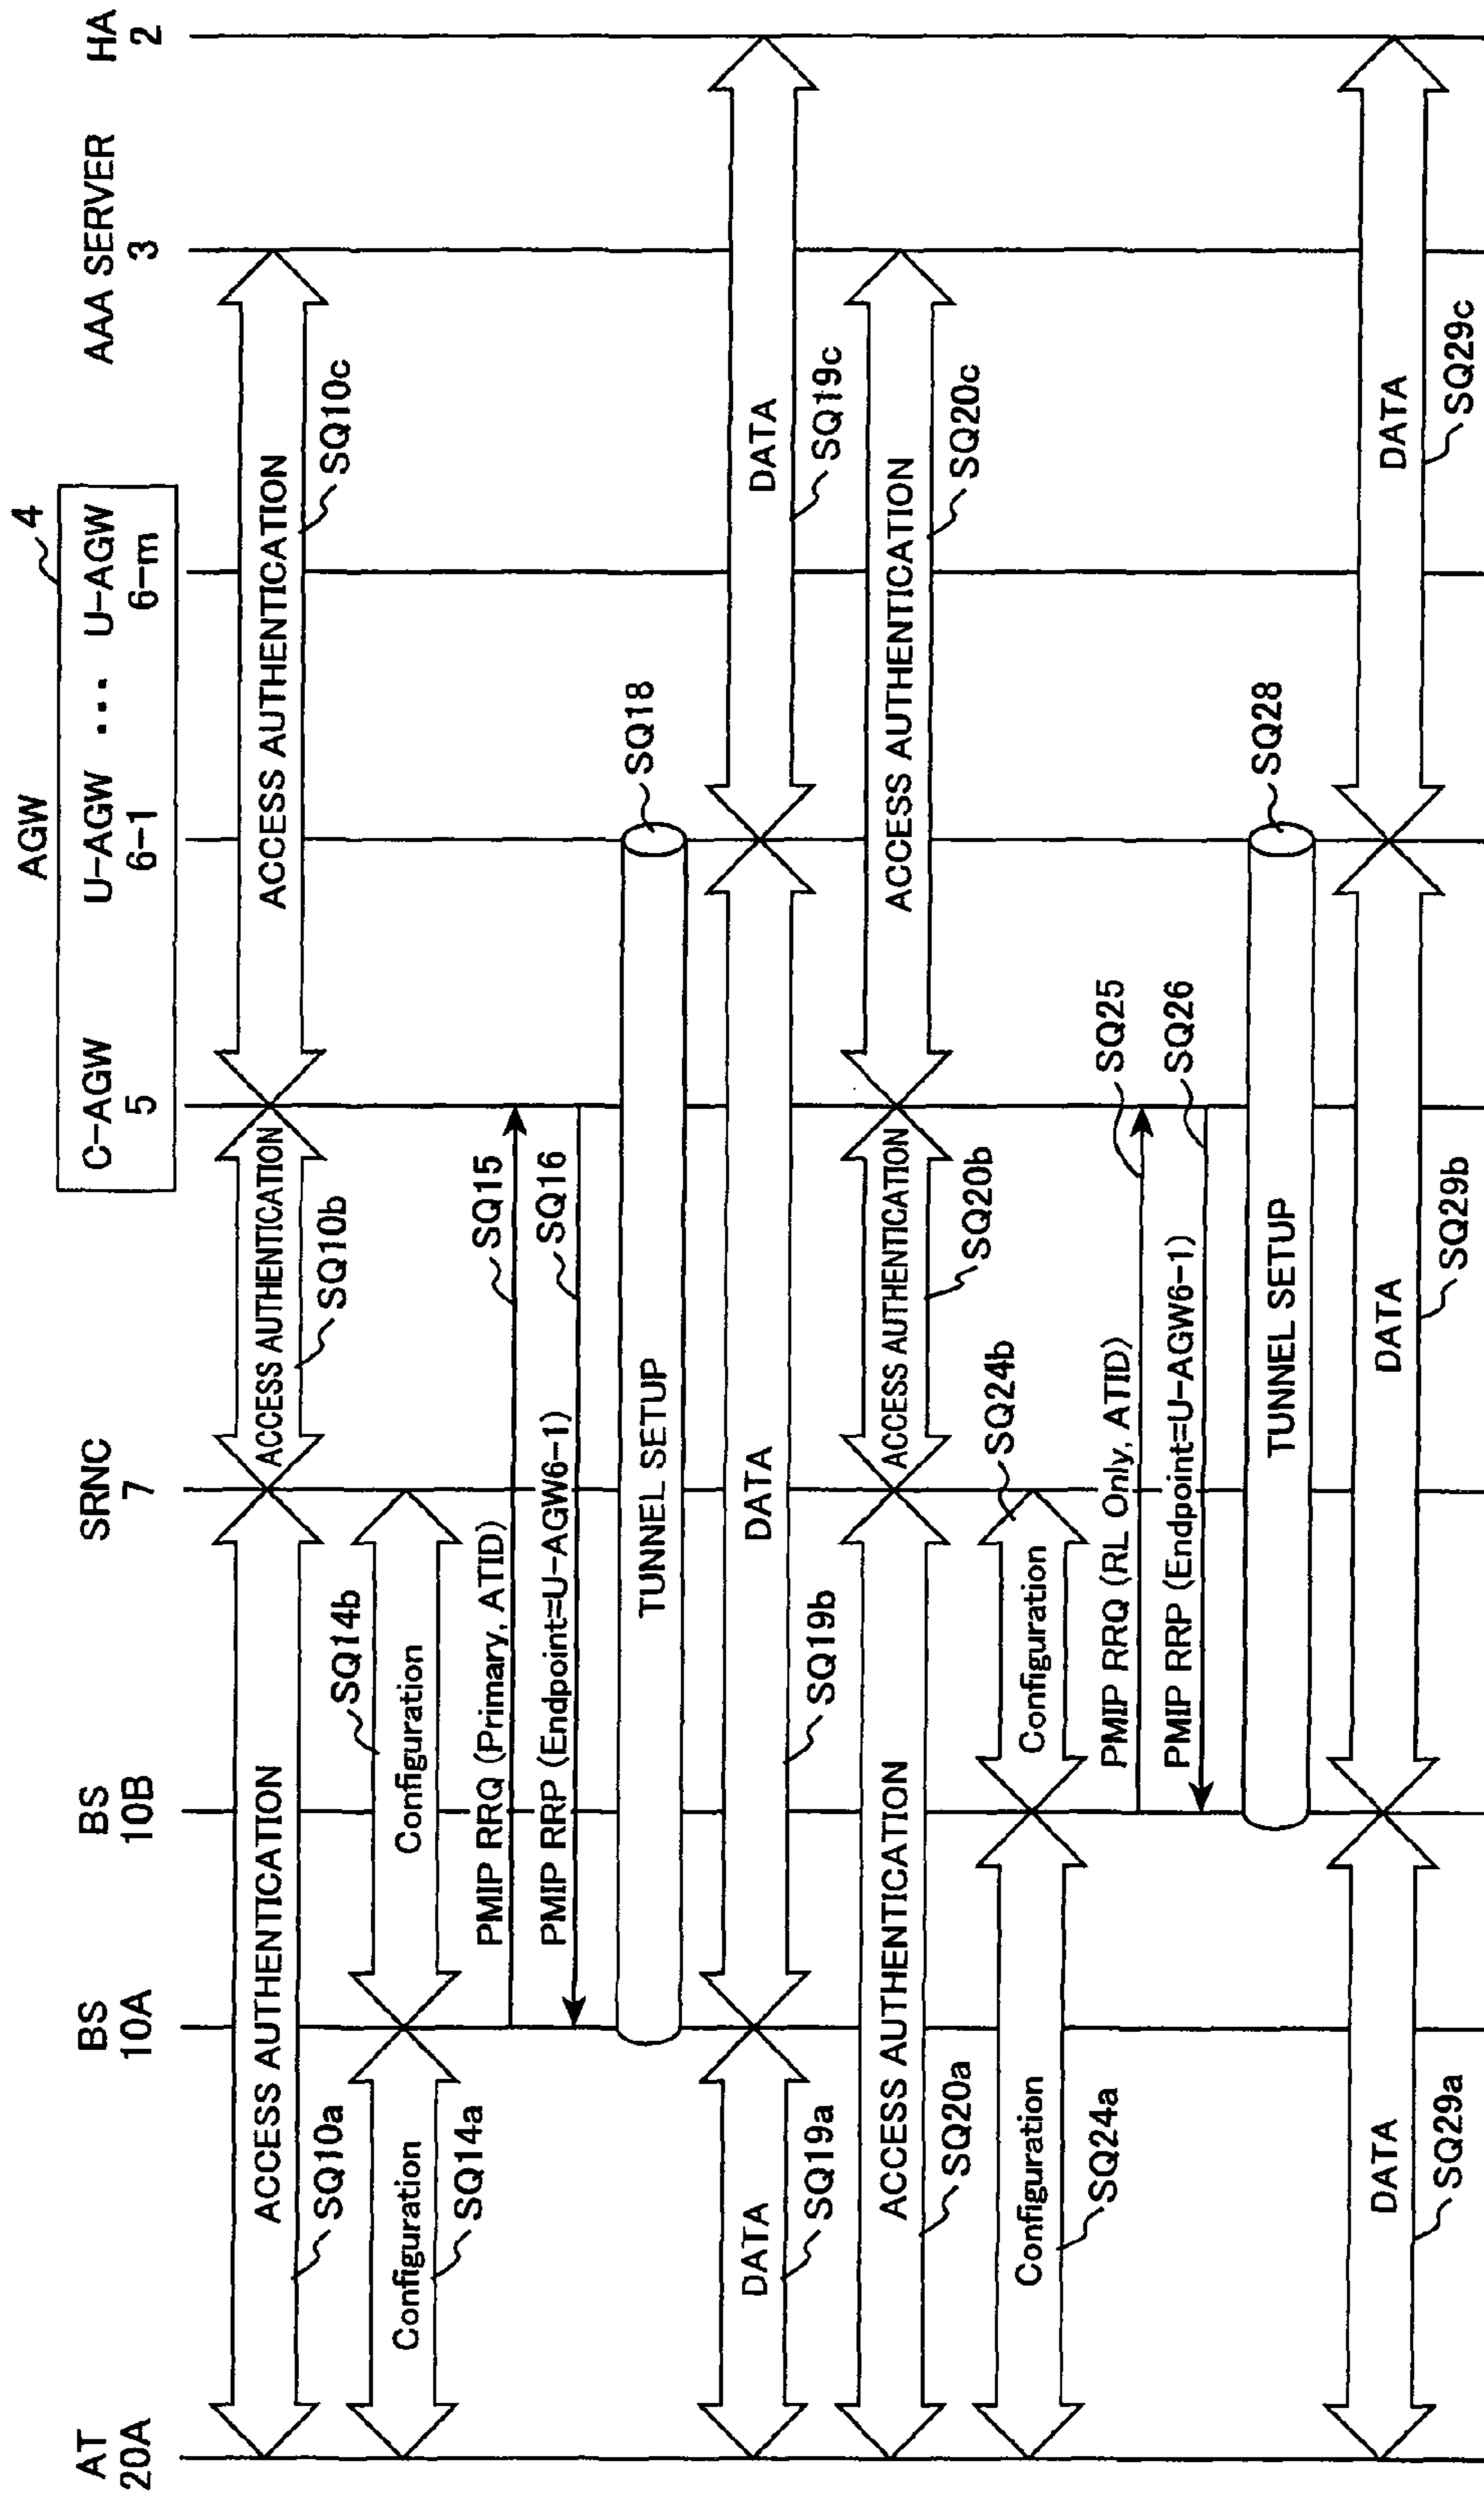 AGW
4
AT
20A
BS
10A
BS
10B
SRNC
7
C-AGW
5
U-AGW
6-1
...
U-AGW
6-m
AAA SERVER
3
HA
2
ACCESS AUTHENTICATION
SQ10a
ACCESS AUTHENTICATION
SQ10b
ACCESS AUTHENTICATION
SQ10c
Configuration
SQ14a
Configuration
SQ14b
PMIP RRQ (Primary, ATID)
SQ15
PMIP RRP (Endpoint=U-AGW6-1)
SQ16
TUNNEL SETUP
SQ18
DATA
SQ19a
DATA
SQ19b
DATA
SQ19c
ACCESS AUTHENTICATION
SQ20a
ACCESS AUTHENTICATION
SQ20b
ACCESS AUTHENTICATION
SQ20c
Configuration
SQ24a
Configuration
SQ24b
PMIP RRQ (RL Only, ATID)
SQ25
PMIP RRP (Endpoint=U-AGW6-1)
SQ26
TUNNEL SETUP
SQ28
DATA
SQ29a
DATA
SQ29b
DATA
SQ29c